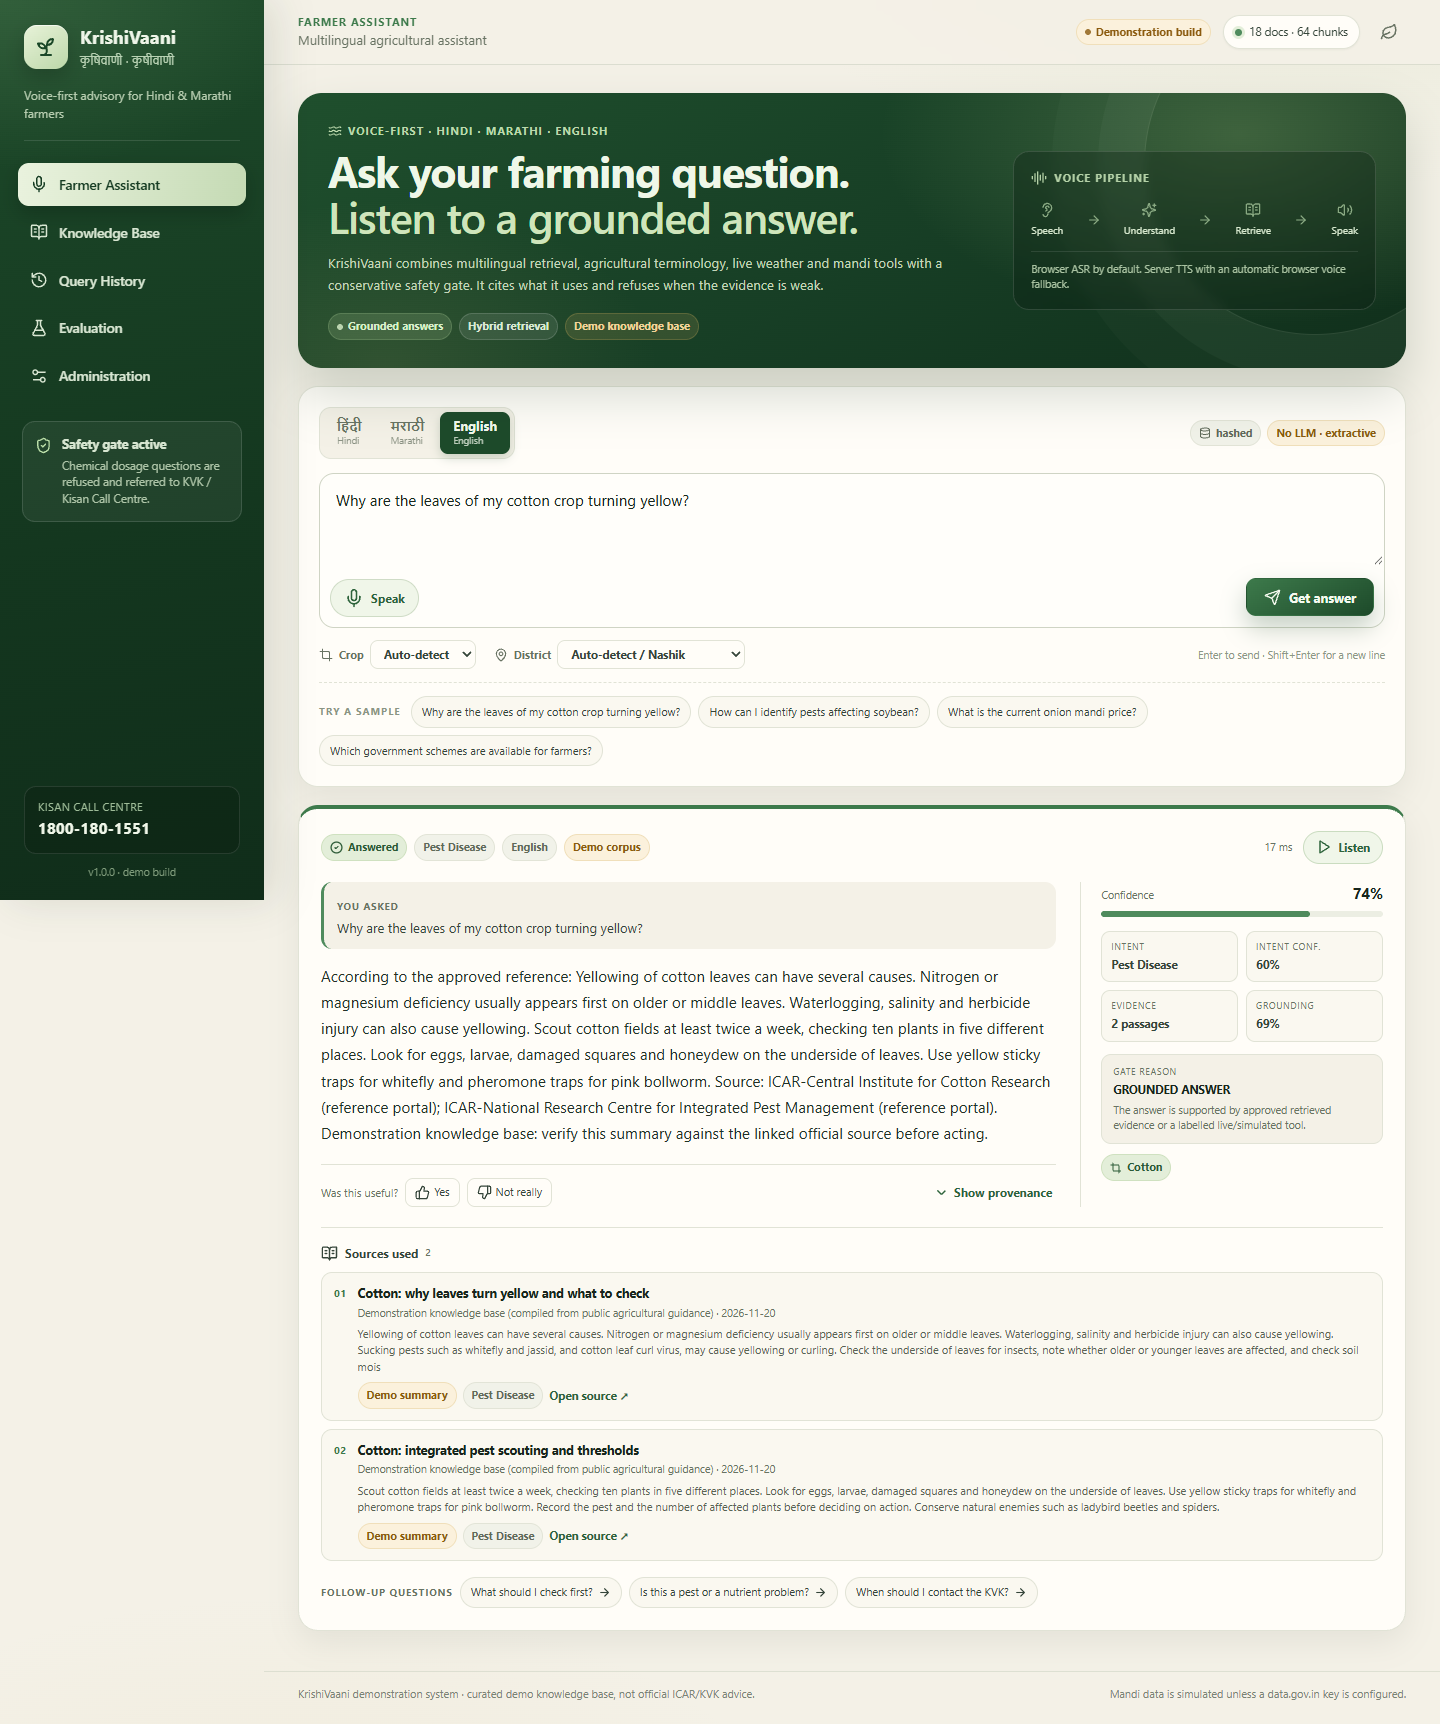 KrishiVaani
कृषिवाणी · कृषीवाणी
Voice-first advisory for Hindi & Marathi
farmers
Farmer Assistant
Knowledge Base
Query History
Evaluation
Administration
Safety gate active
Chemical dosage questions are
refused and referred to KVK /
Kisan Call Centre.
KISAN CALL CENTRE
1800-180-1551
v1.0.0 · demo build
FARMER ASSISTANT
Multilingual agricultural assistant
Demonstration build
18 docs · 64 chunks
VOICE-FIRST · HINDI · MARATHI · ENGLISH
Ask your farming question.
Listen to a grounded answer.
KrishiVaani combines multilingual retrieval, agricultural terminology, live weather and mandi tools with a
conservative safety gate. It cites what it uses and refuses when the evidence is weak.
Grounded answers
Hybrid retrieval
Demo knowledge base
VOICE PIPELINE
Speech
Understand
Retrieve
Speak
Browser ASR by default. Server TTS with an automatic browser voice
fallback.
हिंदी
Hindi
मराठी
Marathi
English
English
hashed
No LLM · extractive
Why are the leaves of my cotton crop turning yellow?
Speak
Get answer
Crop
Auto-detect
District
Auto-detect / Nashik
Enter to send · Shift+Enter for a new line
TRY A SAMPLE
Why are the leaves of my cotton crop turning yellow?
How can I identify pests affecting soybean?
What is the current onion mandi price?
Which government schemes are available for farmers?
Answered
Pest Disease
English
Demo corpus
17 ms
Listen
YOU ASKED
Why are the leaves of my cotton crop turning yellow?
According to the approved reference: Yellowing of cotton leaves can have several causes. Nitrogen or
magnesium deficiency usually appears first on older or middle leaves. Waterlogging, salinity and herbicide
injury can also cause yellowing. Scout cotton fields at least twice a week, checking ten plants in five different
places. Look for eggs, larvae, damaged squares and honeydew on the underside of leaves. Use yellow sticky
traps for whitefly and pheromone traps for pink bollworm. Source: ICAR-Central Institute for Cotton Research
(reference portal); ICAR-National Research Centre for Integrated Pest Management (reference portal).
Demonstration knowledge base: verify this summary against the linked official source before acting.
Was this useful?
Yes
Not really
Show provenance
Confidence
74%
INTENT
Pest Disease
INTENT CONF.
60%
EVIDENCE
2 passages
GROUNDING
69%
GATE REASON
GROUNDED ANSWER
The answer is supported by approved retrieved
evidence or a labelled live/simulated tool.
Cotton
Sources used 2
01
Cotton: why leaves turn yellow and what to check
Demonstration knowledge base (compiled from public agricultural guidance) · 2026-11-20
Yellowing of cotton leaves can have several causes. Nitrogen or magnesium deficiency usually appears first on older or middle leaves. Waterlogging, salinity and herbicide injury can also cause yellowing.
Sucking pests such as whitefly and jassid, and cotton leaf curl virus, may cause yellowing or curling. Check the underside of leaves for insects, note whether older or younger leaves are affected, and check soil
mois
Demo summary
Pest Disease
Open source ↗
02
Cotton: integrated pest scouting and thresholds
Demonstration knowledge base (compiled from public agricultural guidance) · 2026-11-20
Scout cotton fields at least twice a week, checking ten plants in five different places. Look for eggs, larvae, damaged squares and honeydew on the underside of leaves. Use yellow sticky traps for whitefly and
pheromone traps for pink bollworm. Record the pest and the number of affected plants before deciding on action. Conserve natural enemies such as ladybird beetles and spiders.
Demo summary
Pest Disease
Open source ↗
FOLLOW-UP QUESTIONS
What should I check first?
Is this a pest or a nutrient problem?
When should I contact the KVK?
KrishiVaani demonstration system · curated demo knowledge base, not official ICAR/KVK advice.
Mandi data is simulated unless a data.gov.in key is configured.